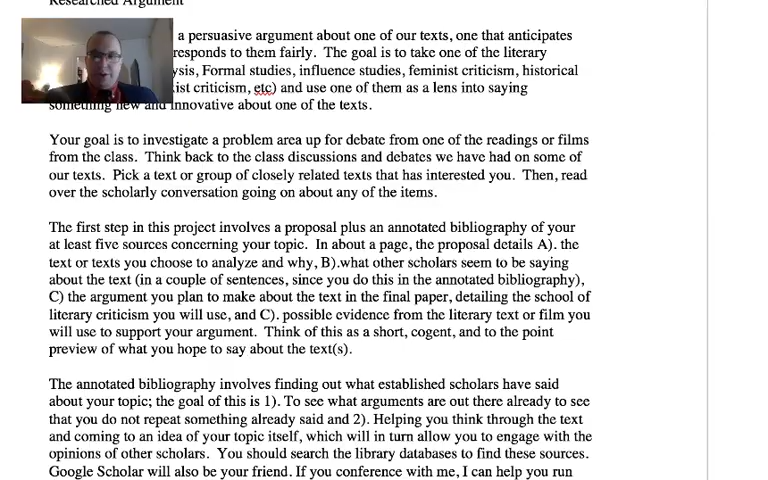 Researched Argument
a persuasive argument about one of our texts, one that anticipates
responds to them fairly. The goal is to take one of the literary
ysis, Formal studies, influence studies, feminist criticism, historical
ist criticism, etc) and use one of them as a lens into saying
something new and innovative about one of the texts.
Your goal is to investigate a problem area up for debate from one of the readings or films
from the class. Think back to the class discussions and debates we have had on some of
our texts. Pick a text or group of closely related texts that has interested you. Then, read
over the scholarly conversation going on about any of the items.
The first step in this project involves a proposal plus an annotated bibliography of your
at least five sources concerning your topic. In about a page, the proposal details A). the
text or texts you choose to analyze and why, B).what other scholars seem to be saying
about the text (in a couple of sentences, since you do this in the annotated bibliography),
C) the argument you plan to make about the text in the final paper, detailing the school of
literary criticism you will use, and C). possible evidence from the literary text or film you
will use to support your argument. Think of this as a short, cogent, and to the point
preview of what you hope to say about the text(s).
The annotated bibliography involves finding out what established scholars have said
about your topic; the goal of this is 1). To see what arguments are out there already to see
that you do not repeat something already said and 2). Helping you think through the text
and coming to an idea of your topic itself, which will in turn allow you to engage with the
opinions of other scholars. You should search the library databases to find these sources.
Google Scholar will also be your friend. If you conference with me, I can help you run